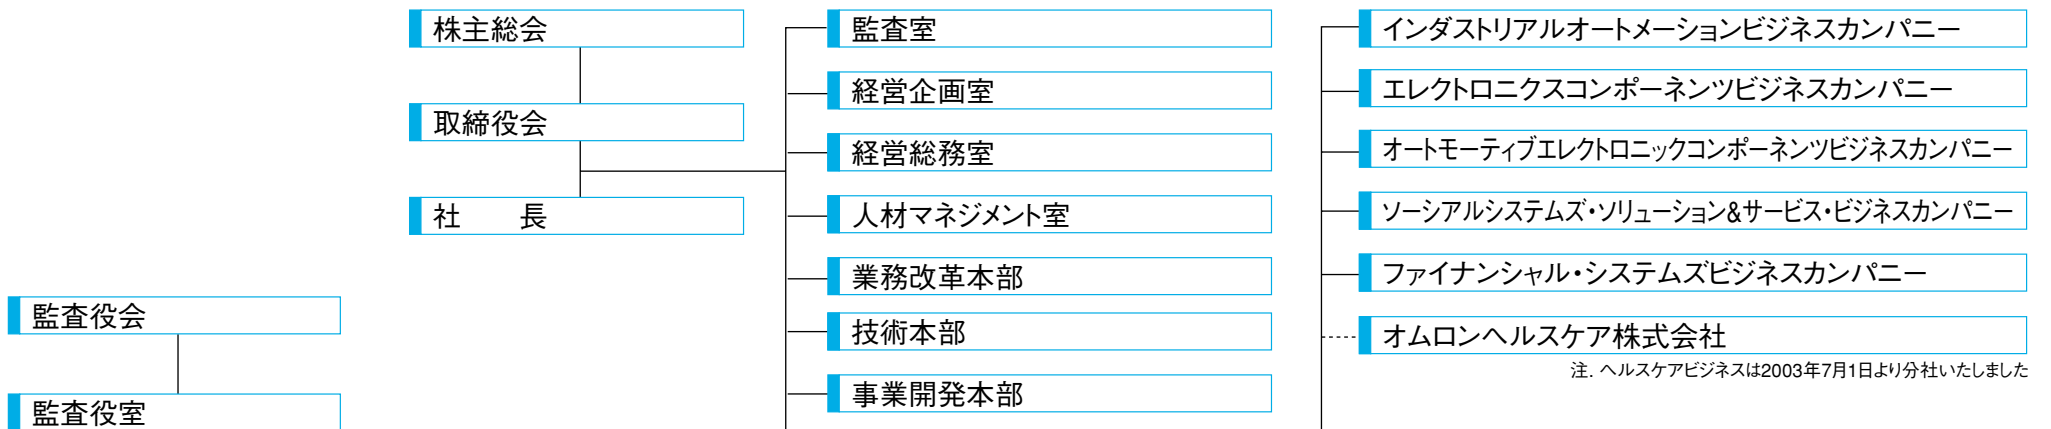 株主総会
取締役会
社　　長
監査役会
監査役室
監査室
経営企画室
経営総務室
人材マネジメント室
業務改革本部
技術本部
事業開発本部
インダストリアルオートメーションビジネスカンパニー
エレクトロニクスコンポーネンツビジネスカンパニー
オートモーティブエレクトロニックコンポーネンツビジネスカンパニー
ソーシアルシステムズ・ソリューション&サービス・ビジネスカンパニー
ファイナンシャル・システムズビジネスカンパニー
オムロンヘルスケア株式会社
注. ヘルスケアビジネスは2003年7月1日より分社いたしました